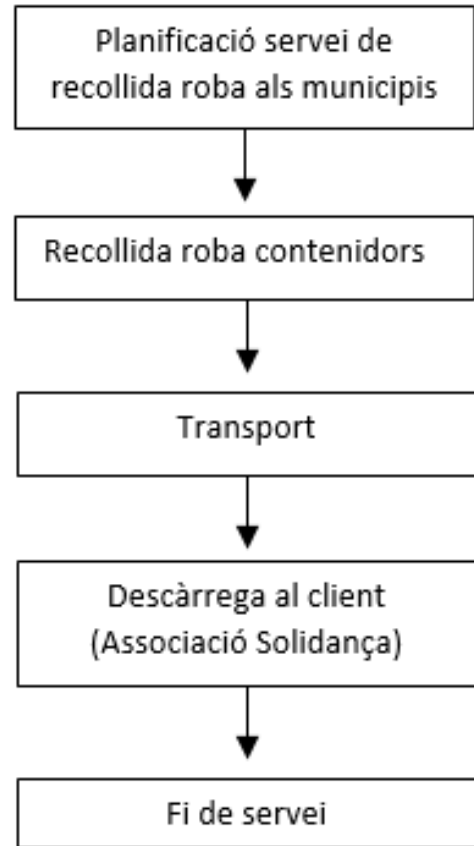 Planificació servei de
recollida roba als municipis
Recollida roba contenidors
Transport
Descàrrega al client
(Associació Solidança)
Fi de servei